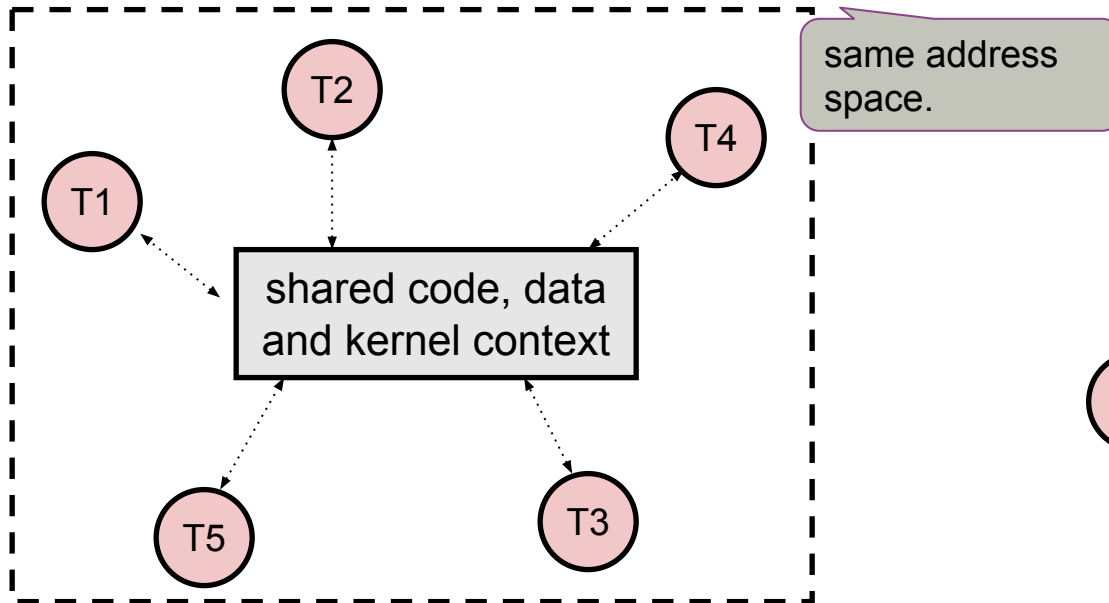 same address
space.
T2
T4
T1
shared code, data
and kernel context
T5
T3